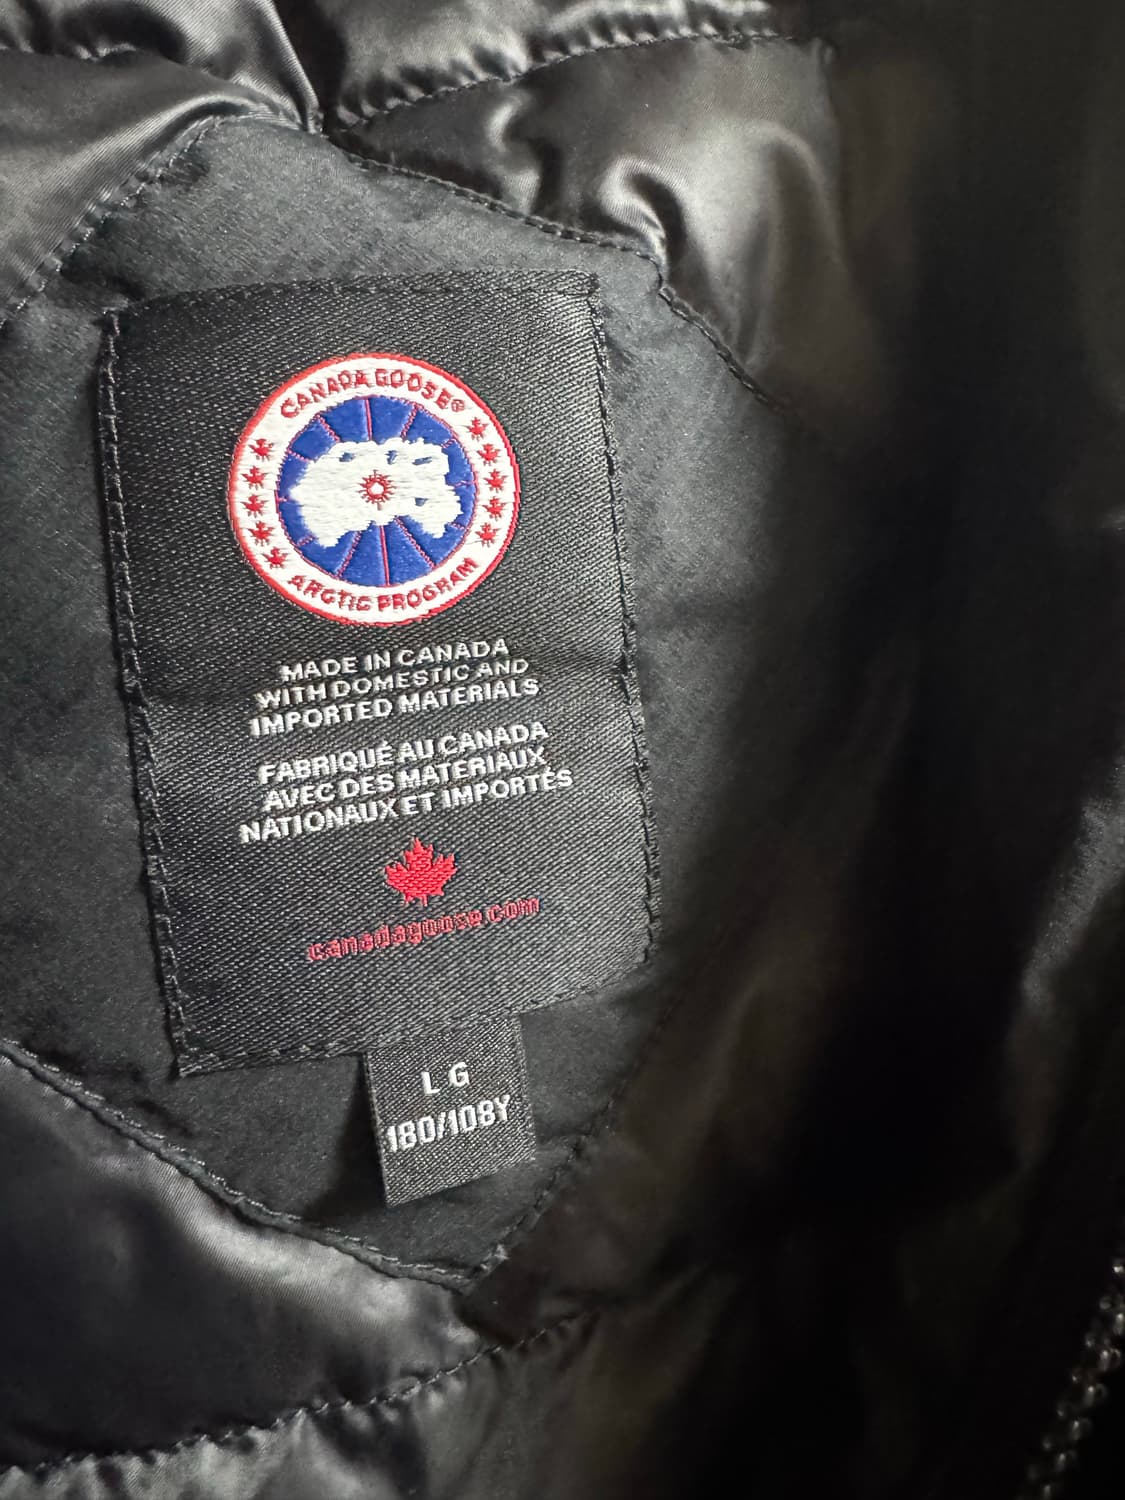 CANADA GOOSE®
ARCTIC PROGRAM
MADE IN CANADA
WITH DOMESTIC AND
IMPORTED MATERIALS
FABRIQUÉ AU CANADA
AVEC DES MATERIAUX
NATIONAUX ET IMPORTÉS
canadagoose.com
LG
180/108Y